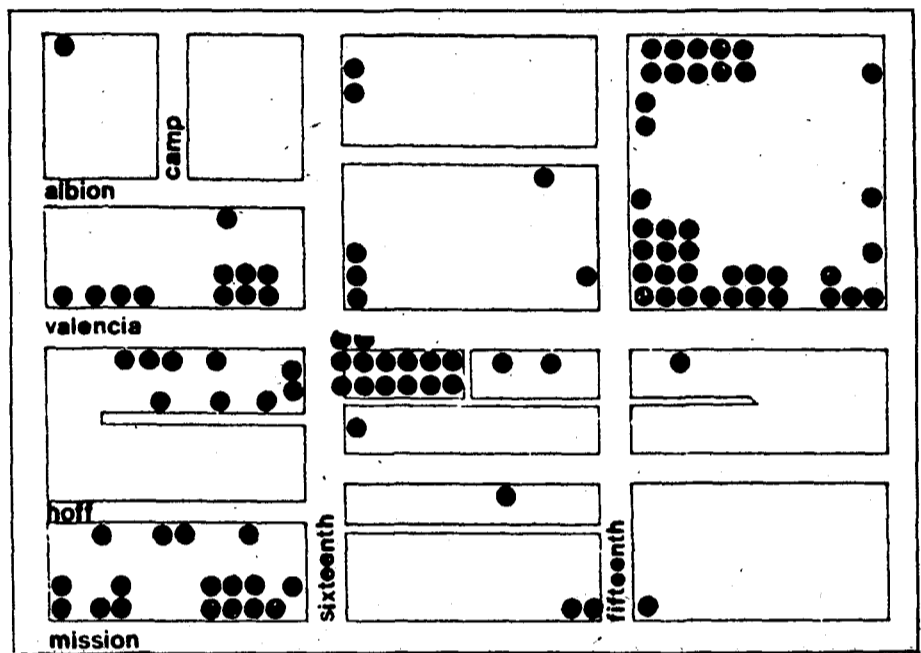 camp
albion
valencia
hoff
sixteenth
fifteenth
mission